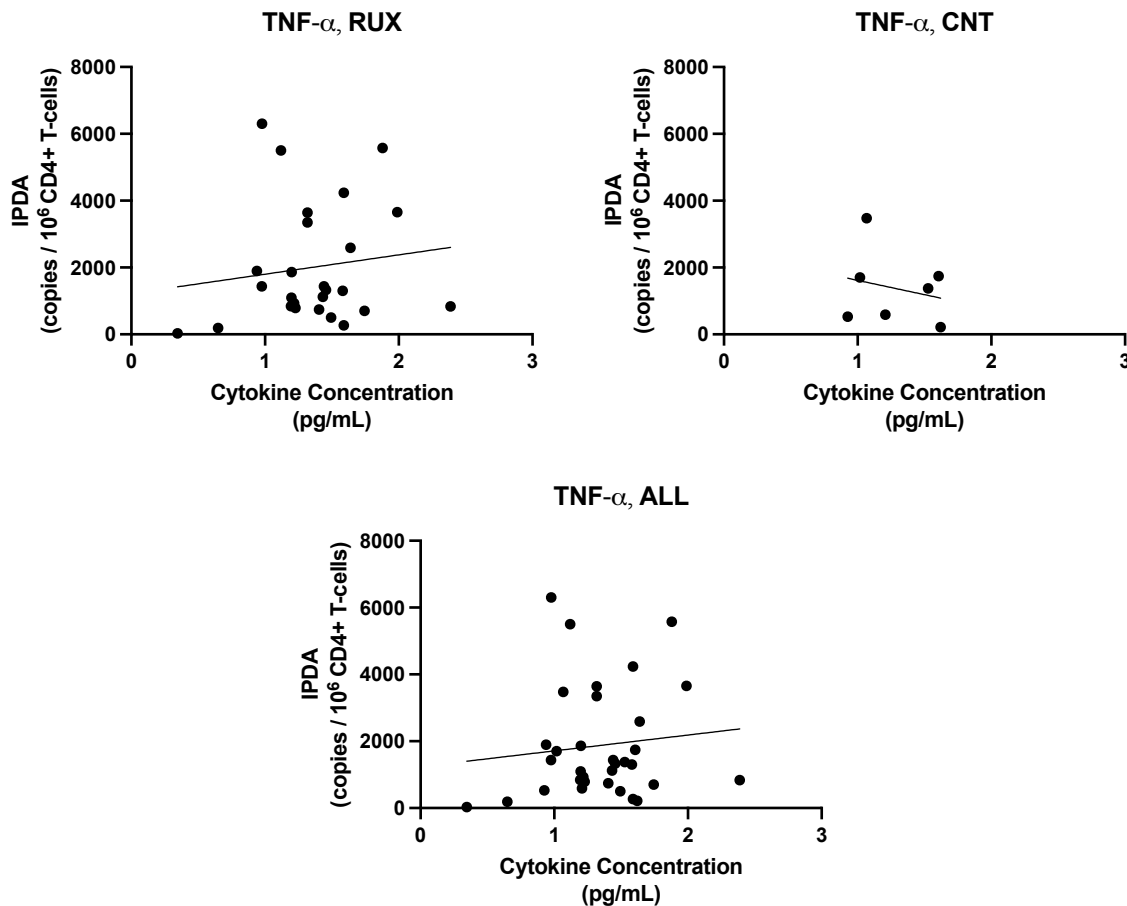 TNF-α, RUX
IPDA
(copies / 10⁶ CD4+ T-cells)
8000
6000
4000
2000
0
0 1 2 3
Cytokine Concentration
(pg/mL)
TNF-α, CNT
IPDA
(copies / 10⁶ CD4+ T-cells)
8000
6000
4000
2000
0
0 1 2 3
Cytokine Concentration
(pg/mL)
TNF-α, ALL
IPDA
(copies / 10⁶ CD4+ T-cells)
8000
6000
4000
2000
0
0 1 2 3
Cytokine Concentration
(pg/mL)